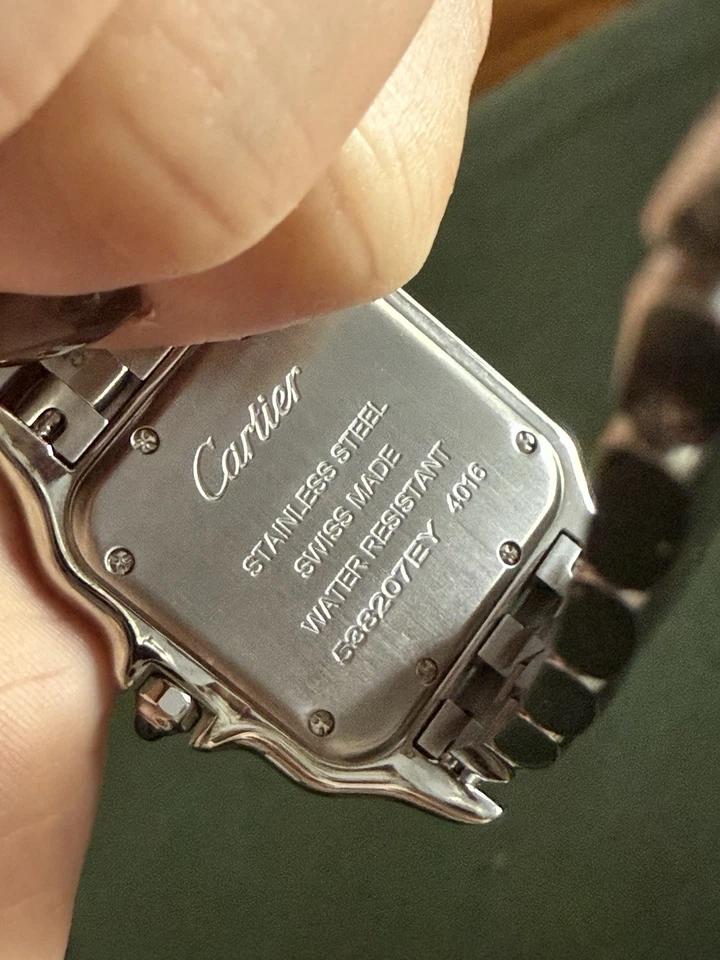 Cartier
STAINLESS STEEL
SWISS MADE
WATER RESISTANT
538207EY 4016